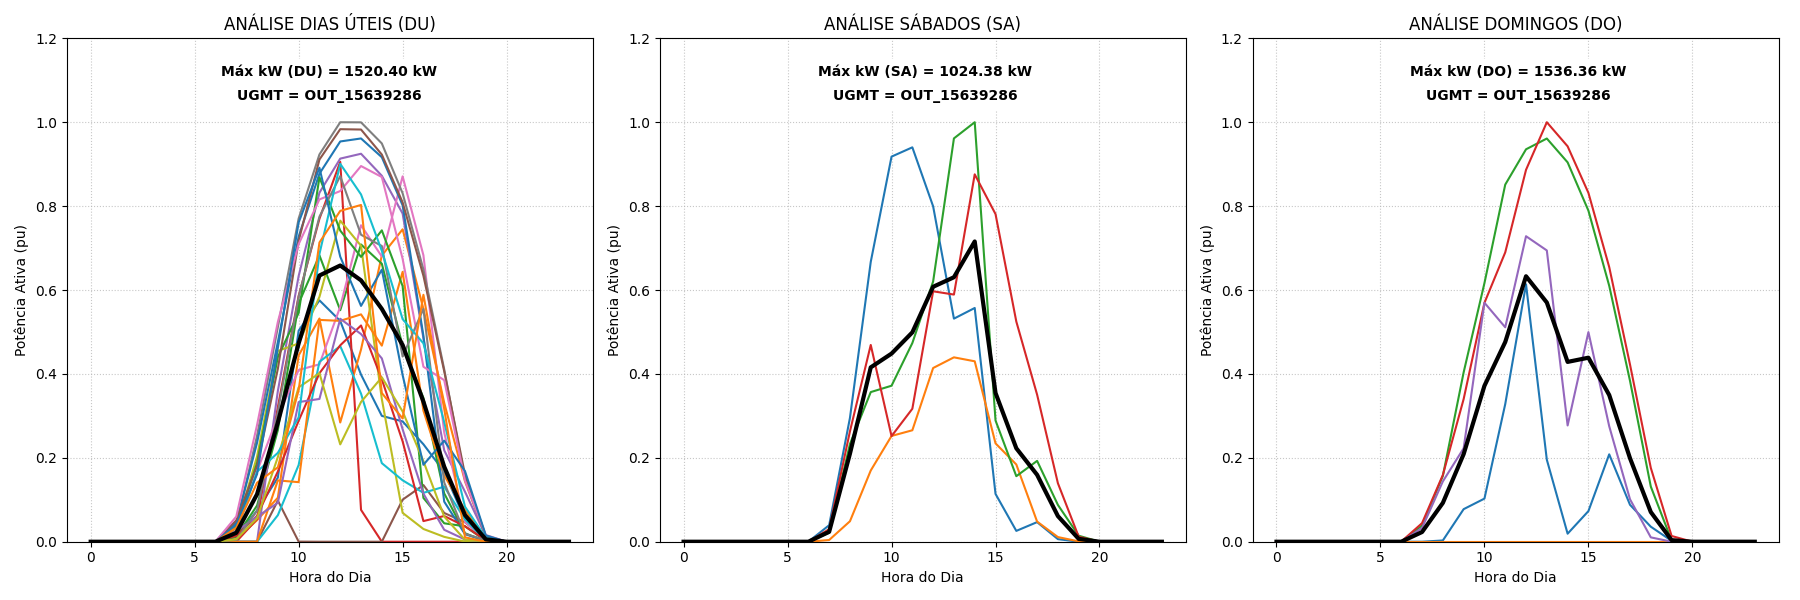 ANÁLISE DIAS ÚTEIS (DU)
Máx kW (DU) = 1520.40 kW
UGMT = OUT_15639286
Potência Ativa (pu)
1.2
1.0
0.8
0.6
0.4
0.2
0.0
0 5 10 15 20
Hora do Dia
ANÁLISE SÁBADOS (SA)
Máx kW (SA) = 1024.38 kW
UGMT = OUT_15639286
Potência Ativa (pu)
1.2
1.0
0.8
0.6
0.4
0.2
0.0
0 5 10 15 20
Hora do Dia
ANÁLISE DOMINGOS (DO)
Máx kW (DO) = 1536.36 kW
UGMT = OUT_15639286
Potência Ativa (pu)
1.2
1.0
0.8
0.6
0.4
0.2
0.0
0 5 10 15 20
Hora do Dia